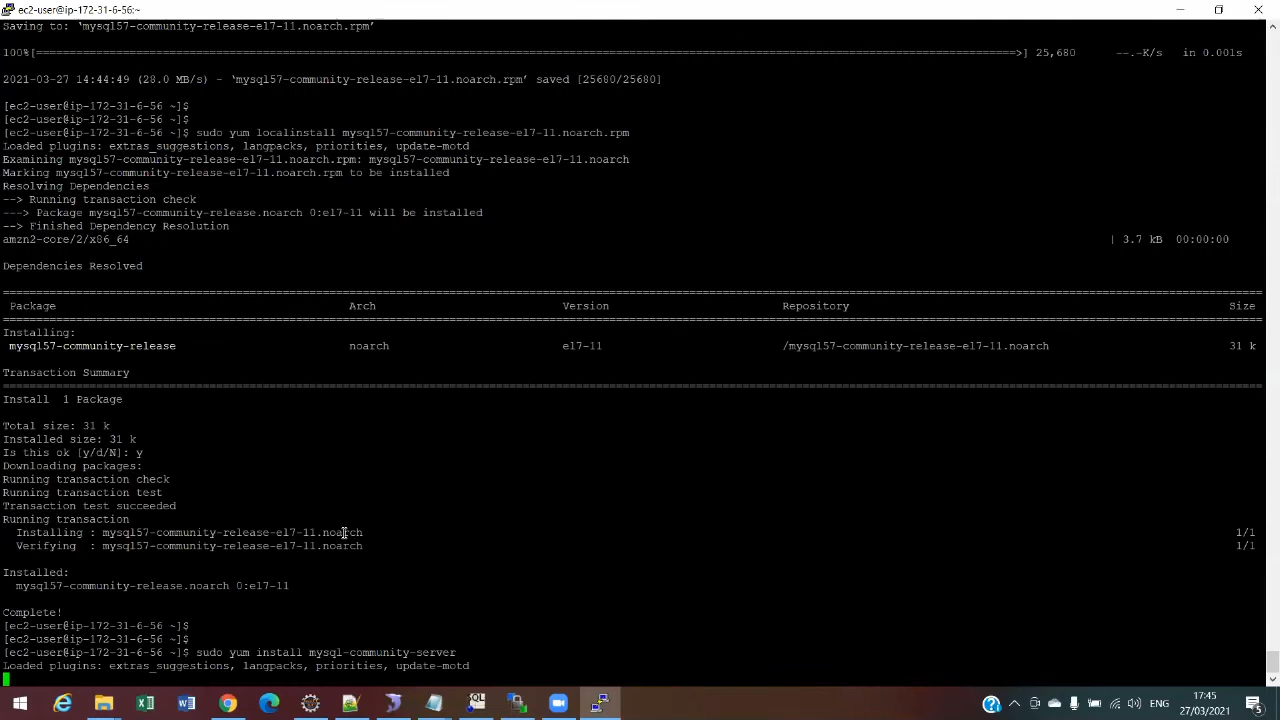 ec2-user@ip-172-31-6-56:~
Saving to: ‘mysql57-community-release-el7-11.noarch.rpm’
100%[=====================================================================================================================================================>] 25,680 --.-K/s in 0.001s
2021-03-27 14:44:49 (28.0 MB/s) - ‘mysql57-community-release-el7-11.noarch.rpm’ saved [25680/25680]
[ec2-user@ip-172-31-6-56 ~]$
[ec2-user@ip-172-31-6-56 ~]$
[ec2-user@ip-172-31-6-56 ~]$ sudo yum localinstall mysql57-community-release-el7-11.noarch.rpm
Loaded plugins: extras_suggestions, langpacks, priorities, update-motd
Examining mysql57-community-release-el7-11.noarch.rpm: mysql57-community-release-el7-11.noarch
Marking mysql57-community-release-el7-11.noarch.rpm to be installed
Resolving Dependencies
--> Running transaction check
---> Package mysql57-community-release.noarch 0:el7-11 will be installed
--> Finished Dependency Resolution
amzn2-core/2/x86_64 | 3.7 kB 00:00:00
Dependencies Resolved
Package Arch Version Repository Size
Installing:
mysql57-community-release noarch el7-11 /mysql57-community-release-el7-11.noarch 31 k
Transaction Summary
Install 1 Package
Total size: 31 k
Installed size: 31 k
Is this ok [y/d/N]: y
Downloading packages:
Running transaction check
Running transaction test
Transaction test succeeded
Running transaction
Installing : mysql57-community-release-el7-11.noarch 1/1
Verifying : mysql57-community-release-el7-11.noarch 1/1
Installed:
mysql57-community-release.noarch 0:el7-11
Complete!
[ec2-user@ip-172-31-6-56 ~]$
[ec2-user@ip-172-31-6-56 ~]$
[ec2-user@ip-172-31-6-56 ~]$ sudo yum install mysql-community-server
Loaded plugins: extras_suggestions, langpacks, priorities, update-motd
17:45
ENG
27/03/2021